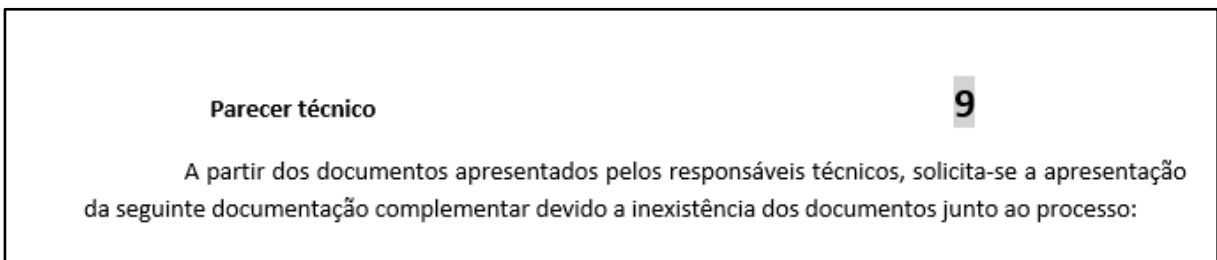 Parecer técnico 9
A partir dos documentos apresentados pelos responsáveis técnicos, solicita-se a apresentação
da seguinte documentação complementar devido a inexistência dos documentos junto ao processo: